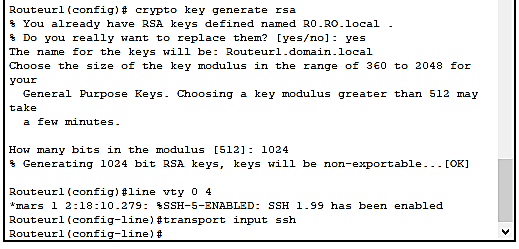 Routeurl(config)# crypto key generate rsa
% You already have RSA keys defined named R0.RO.local .
% Do you really want to replace them? [yes/no]: yes
The name for the keys will be: Routeurl.domain.local
Choose the size of the key modulus in the range of 360 to 2048 for
your
General Purpose Keys. Choosing a key modulus greater than 512 may
take
a few minutes.
How many bits in the modulus [512]: 1024
% Generating 1024 bit RSA keys, keys will be non-exportable...[OK]
Routeurl(config)#line vty 0 4
*mars 1 2:18:10.279: %SSH-5-ENABLED: SSH 1.99 has been enabled
Routeurl(config-line)#transport input ssh
Routeurl(config-line)#